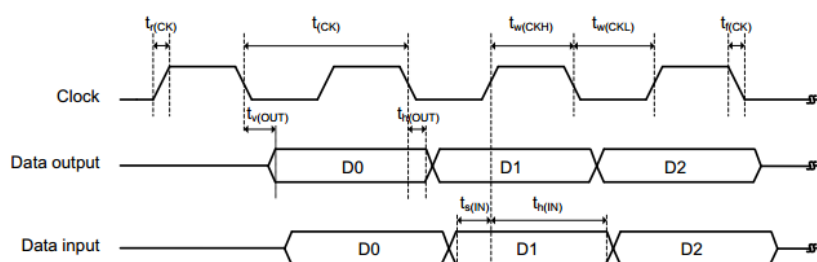 tr(CK) t(CK) tw(CKH) tw(CKL) tf(CK)
Clock
tv(OUT) th(OUT)
Data output D0 D1 D2
ts(IN) th(IN)
Data input D0 D1 D2